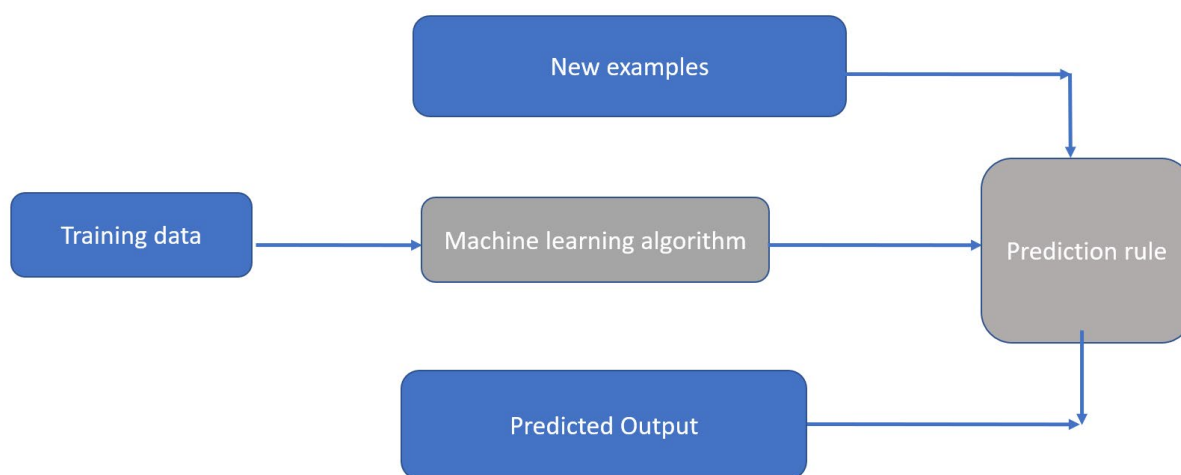 New examples
Training data
Machine learning algorithm
Prediction rule
Predicted Output